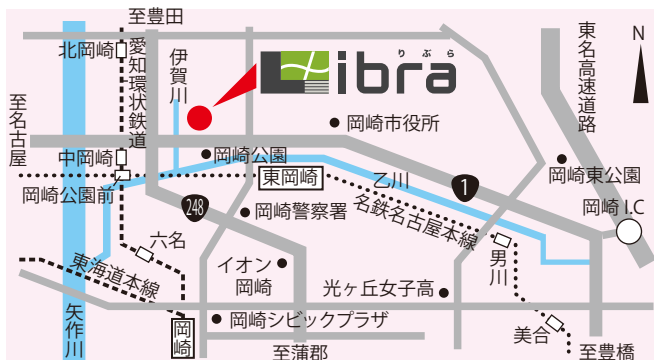 至豊田
北岡崎
愛知環状鉄道
伊賀川
りぶら
Libra
東名高速道路
N
至名古屋
岡崎市役所
中岡崎
岡崎公園
岡崎公園前
東岡崎
乙川
1
岡崎東公園
岡崎 I.C
248
岡崎警察署
名鉄名古屋本線
六名
男川
東海道本線
イオン
岡崎
光ヶ丘女子高
矢作川
岡崎
岡崎シビックプラザ
美合
至蒲郡
至豊橋